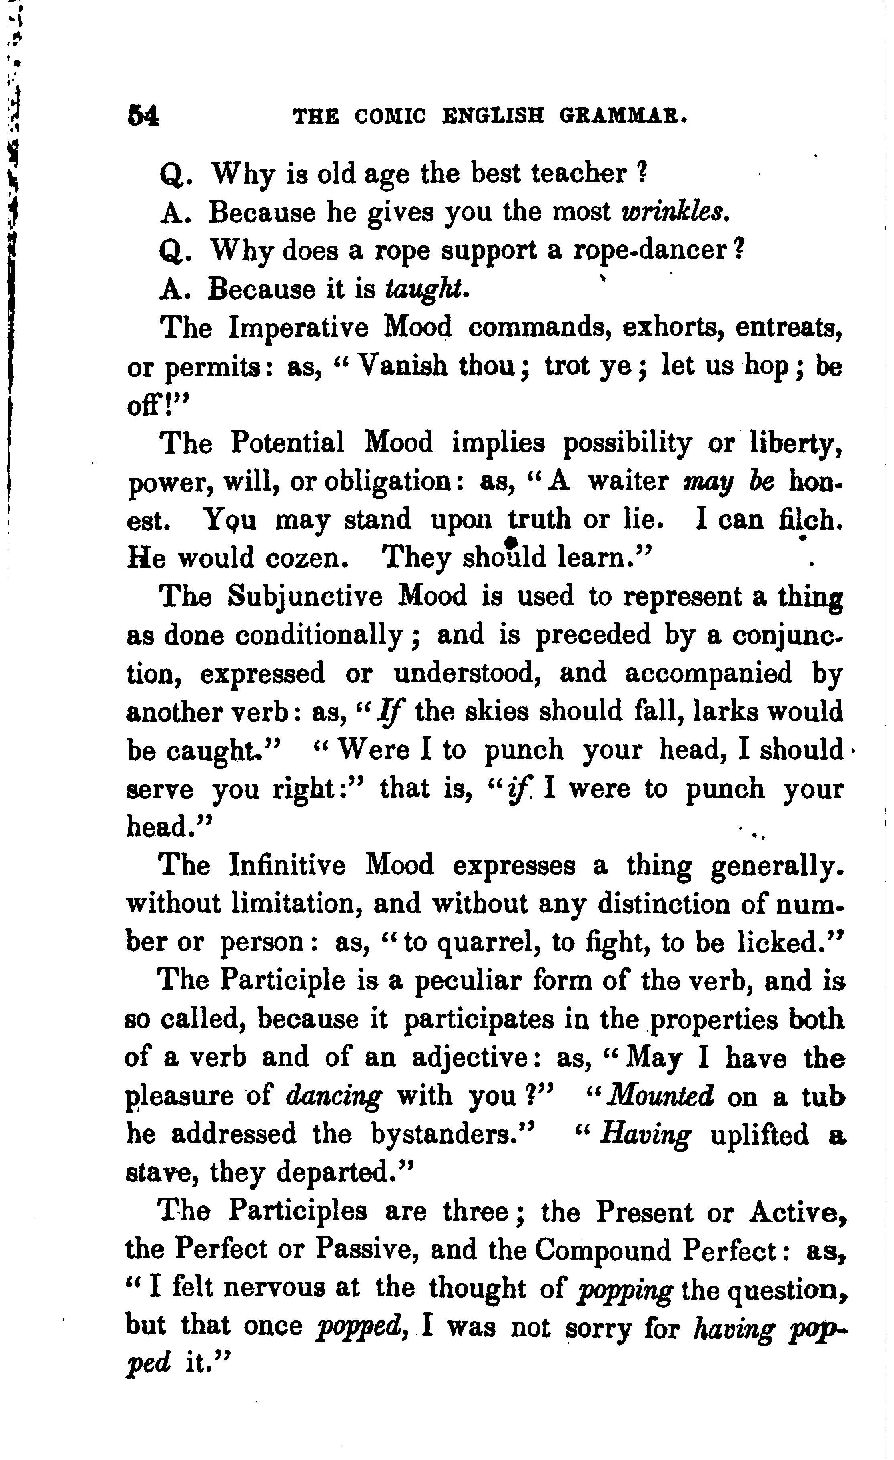 54 THE COMIC ENGLISH GRAMMAR.
Q. Why is old age the best teacher?
A. Because he gives you the most wrinkles.
Q. Why does a rope support a rope-dancer?
A. Because it is taught.
The Imperative Mood commands, exhorts, entreats,
or permits: as, "Vanish thou; trot ye; let us hop; be
off!"
The Potential Mood implies possibility or liberty,
power, will, or obligation: as, "A waiter may be hon-
est. You may stand upon truth or lie. I can filch.
He would cozen. They should learn."
The Subjunctive Mood is used to represent a thing
as done conditionally; and is preceded by a conjunc-
tion, expressed or understood, and accompanied by
another verb: as, "If the skies should fall, larks would
be caught." "Were I to punch your head, I should
serve you right:" that is, "if I were to punch your
head."
The Infinitive Mood expresses a thing generally.
without limitation, and without any distinction of num-
ber or person: as, "to quarrel, to fight, to be licked."
The Participle is a peculiar form of the verb, and is
so called, because it participates in the properties both
of a verb and of an adjective: as, "May I have the
pleasure of dancing with you?" "Mounted on a tub
he addressed the bystanders." "Having uplifted a
stave, they departed."
The Participles are three; the Present or Active,
the Perfect or Passive, and the Compound Perfect: as,
"I felt nervous at the thought of popping the question,
but that once popped, I was not sorry for having pop-
ped it."